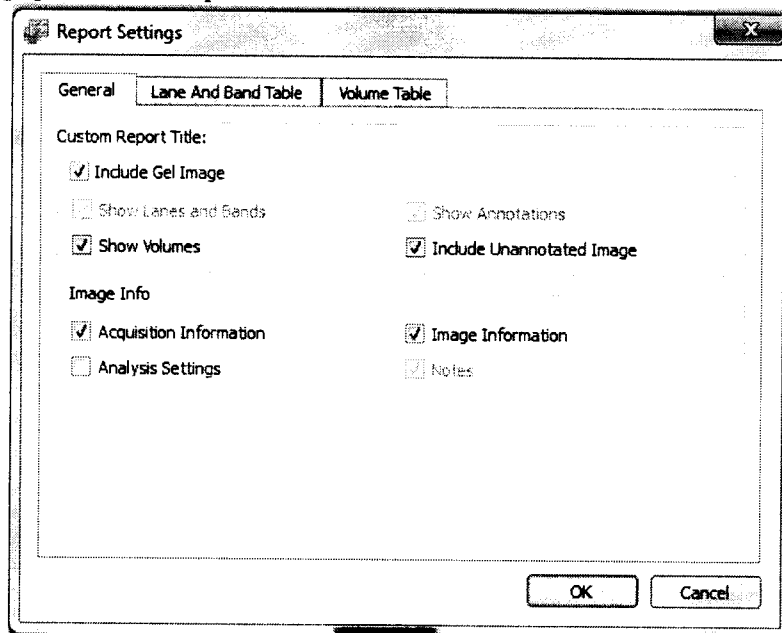 Report Settings
General Lane And Band Table Volume Table
Custom Report Title:
Include Gel Image
Show Lanes and Bands Show Annotations
Show Volumes Include Unannotated Image
Image Info
Acquisition Information Image Information
Analysis Settings Notes
OK Cancel